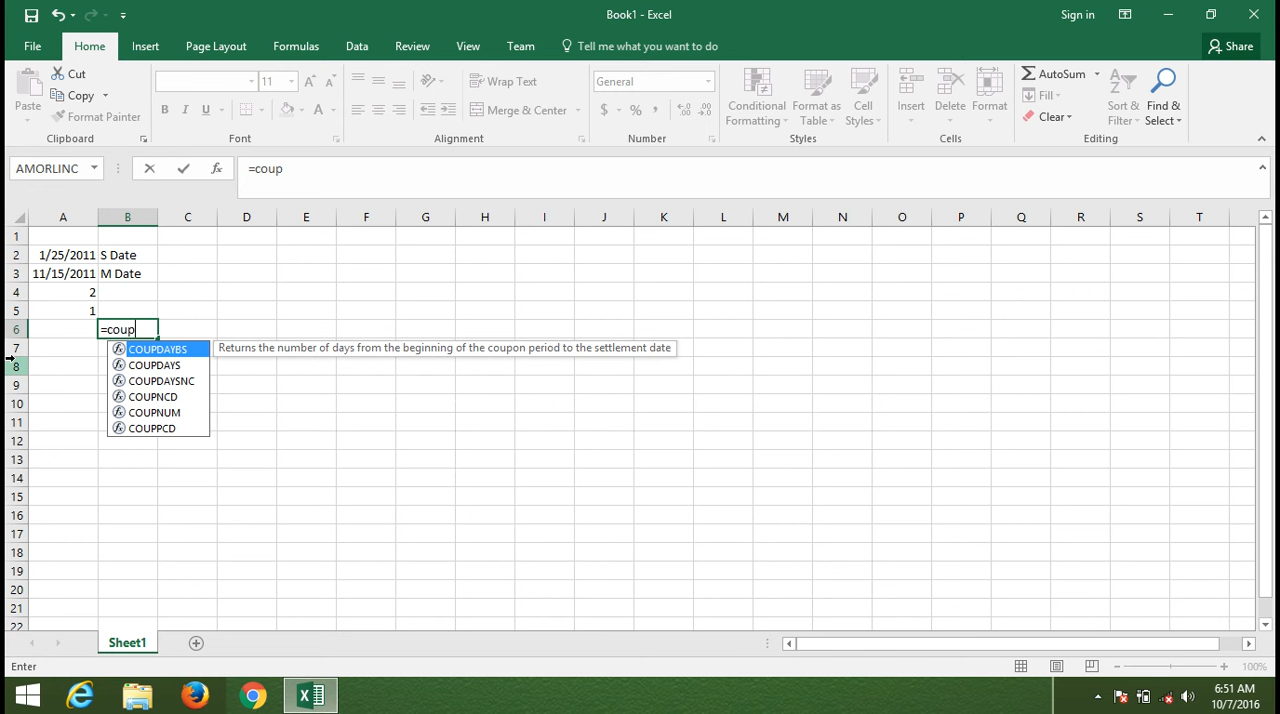 Book1 - Excel
Sign in
File Home Insert Page Layout Formulas Data Review View Team Tell me what you want to do Share
Paste
Cut
Copy
Format Painter
Clipboard
11
B I U A
Font
Wrap Text
Merge & Center
Alignment
General
$ % ,
Number
Conditional Formatting
Format as Table
Cell Styles
Styles
Insert Delete Format
Cells
AutoSum
Fill
Clear
Sort & Filter
Find & Select
Editing
AMORLINC fx =coup
A B C D E F G H I J K L M N O P Q R S T
1
2 1/25/2011 S Date
3 11/15/2011 M Date
4 2
5 1
6 =coup
7 COUPDAYBS Returns the number of days from the beginning of the coupon period to the settlement date
8 COUPDAYS
9 COUPDAYSNC
10 COUPNCD
11 COUPNUM
12 COUPPCD
13
14
15
16
17
18
19
20
21
22
Sheet1
Enter
100%
6:51 AM
10/7/2016